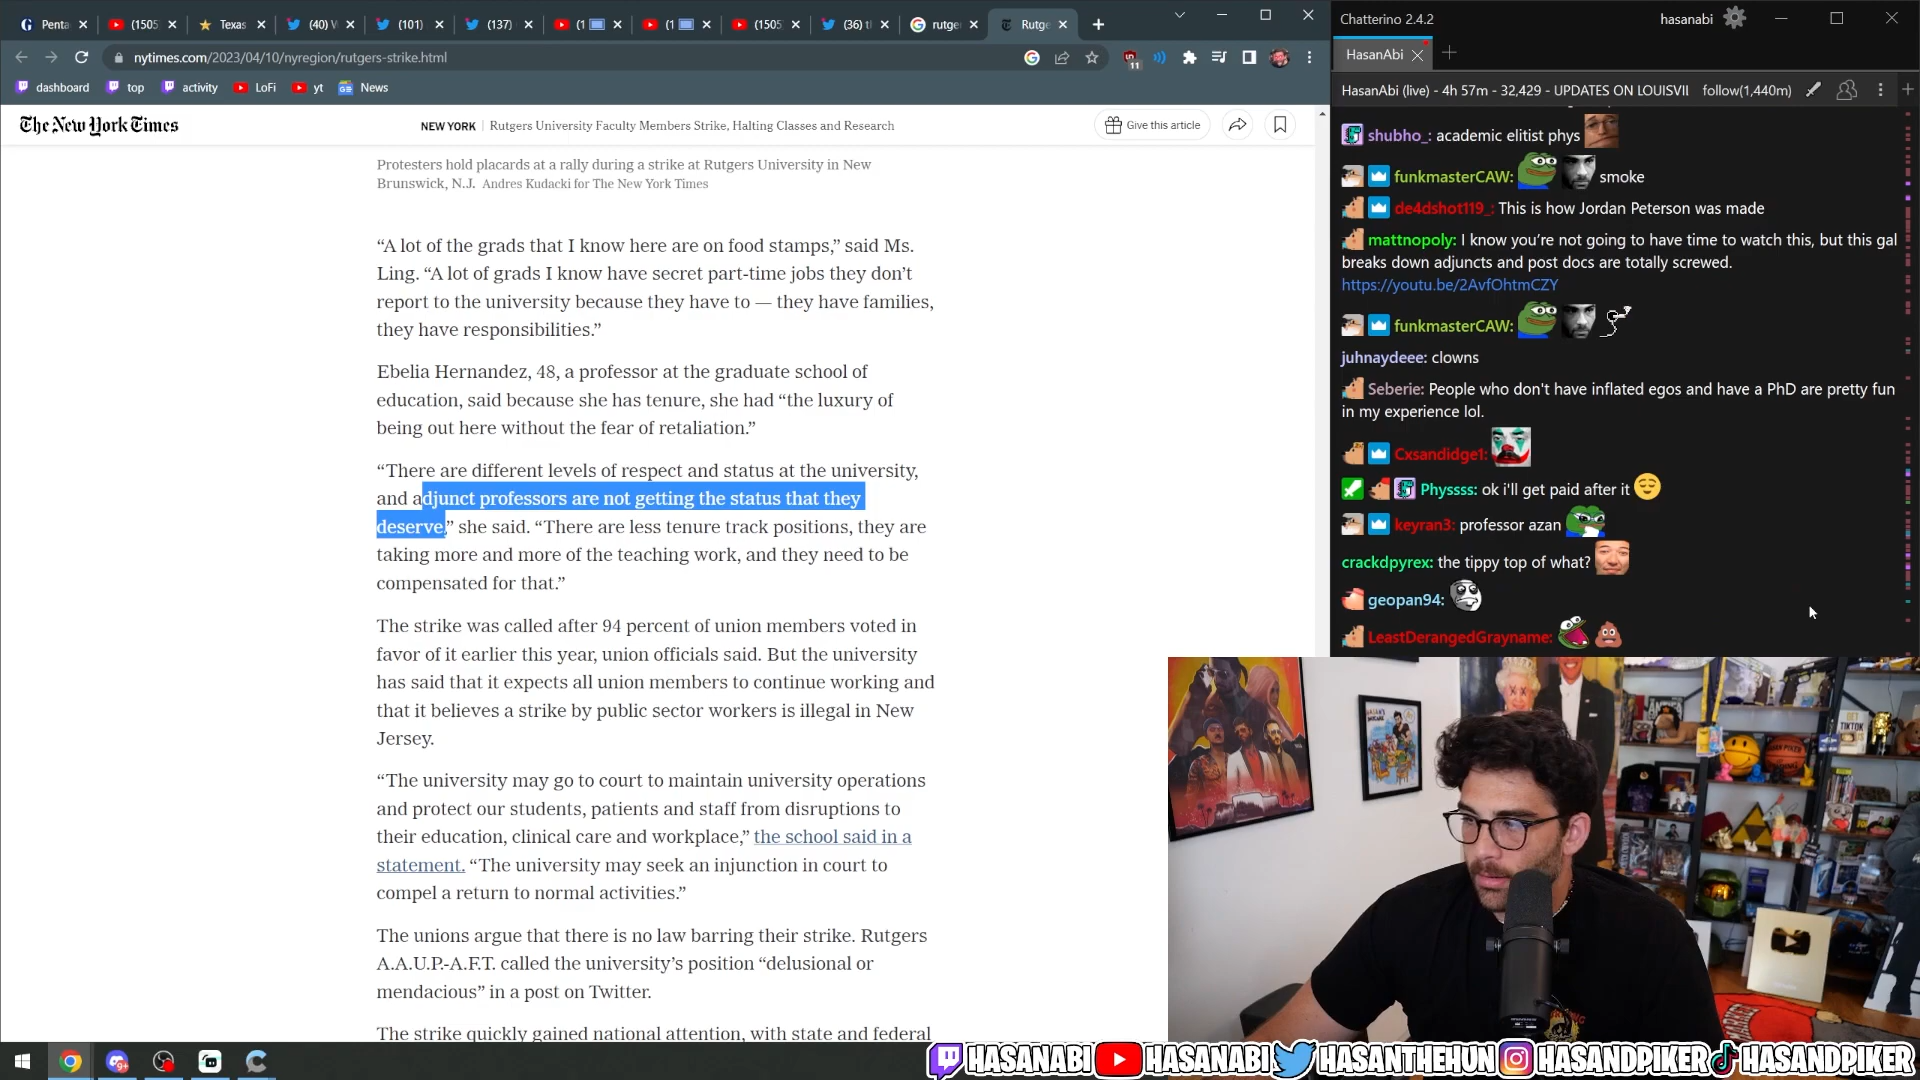 Penta
(1505
Texas
(40) V
(101)
(137)
(1
(1
(1505
(36) tl
rutge
Rutge
nytimes.com/2023/04/10/nyregion/rutgers-strike.html
11
dashboard
top
activity
LoFi
yt
News
The New York Times
NEW YORK | Rutgers University Faculty Members Strike, Halting Classes and Research
Give this article
Protesters hold placards at a rally during a strike at Rutgers University in New
Brunswick, N.J. Andres Kudacki for The New York Times
“A lot of the grads that I know here are on food stamps,” said Ms.
Ling. “A lot of grads I know have secret part-time jobs they don’t
report to the university because they have to — they have families,
they have responsibilities.”
Ebelia Hernandez, 48, a professor at the graduate school of
education, said because she has tenure, she had “the luxury of
being out here without the fear of retaliation.”
“There are different levels of respect and status at the university,
and adjunct professors are not getting the status that they
deserve,” she said. “There are less tenure track positions, they are
taking more and more of the teaching work, and they need to be
compensated for that.”
The strike was called after 94 percent of union members voted in
favor of it earlier this year, union officials said. But the university
has said that it expects all union members to continue working and
that it believes a strike by public sector workers is illegal in New
Jersey.
“The university may go to court to maintain university operations
and protect our students, patients and staff from disruptions to
their education, clinical care and workplace,” the school said in a
statement. “The university may seek an injunction in court to
compel a return to normal activities.”
The unions argue that there is no law barring their strike. Rutgers
A.A.U.P.-A.F.T. called the university’s position “delusional or
mendacious” in a post on Twitter.
The strike quickly gained national attention, with state and federal
Chatterino 2.4.2
hasanabi
HasanAbi
HasanAbi (live) - 4h 57m - 32,429 - UPDATES ON LOUISVII
follow(1,440m)
shubho_: academic elitist phys
funkmasterCAW: smoke
de4dshot119_: This is how Jordan Peterson was made
mattnopoly: I know you’re not going to have time to watch this, but this gal
breaks down adjuncts and post docs are totally screwed.
https://youtu.be/2AvfOhtmCZY
funkmasterCAW:
juhnaydeee: clowns
Seberie: People who don't have inflated egos and have a PhD are pretty fun
in my experience lol.
Cxsandidge1:
Physsss: ok i'll get paid after it
keyran3: professor azan
crackdpyrex: the tippy top of what?
geopan94:
LeastDerangedGrayname:
HASANABI
HASANABI
HASANTHEHUN
HASANDPIKER
HASANDPIKER